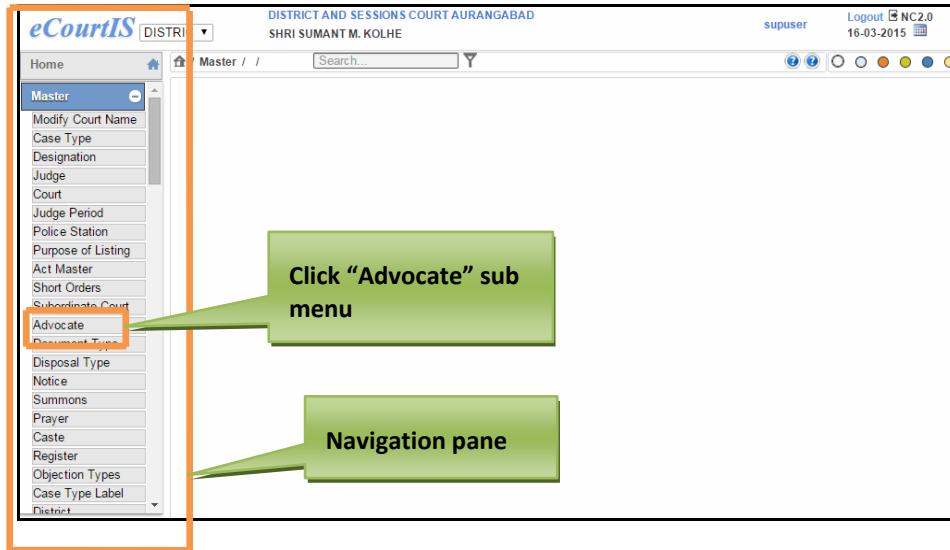 eCourtIS DISTRI
DISTRICT AND SESSIONS COURT AURANGABAD
SHRI SUMANT M. KOLHE
supuser
Logout NC2.0
16-03-2015
Home
/ Master / /
Search...
Master
Modify Court Name
Case Type
Designation
Judge
Court
Judge Period
Police Station
Purpose of Listing
Act Master
Short Orders
Subordinate Court
Advocate
Document Type
Disposal Type
Notice
Summons
Prayer
Caste
Register
Objection Types
Case Type Label
District
Click “Advocate” sub
menu
Navigation pane